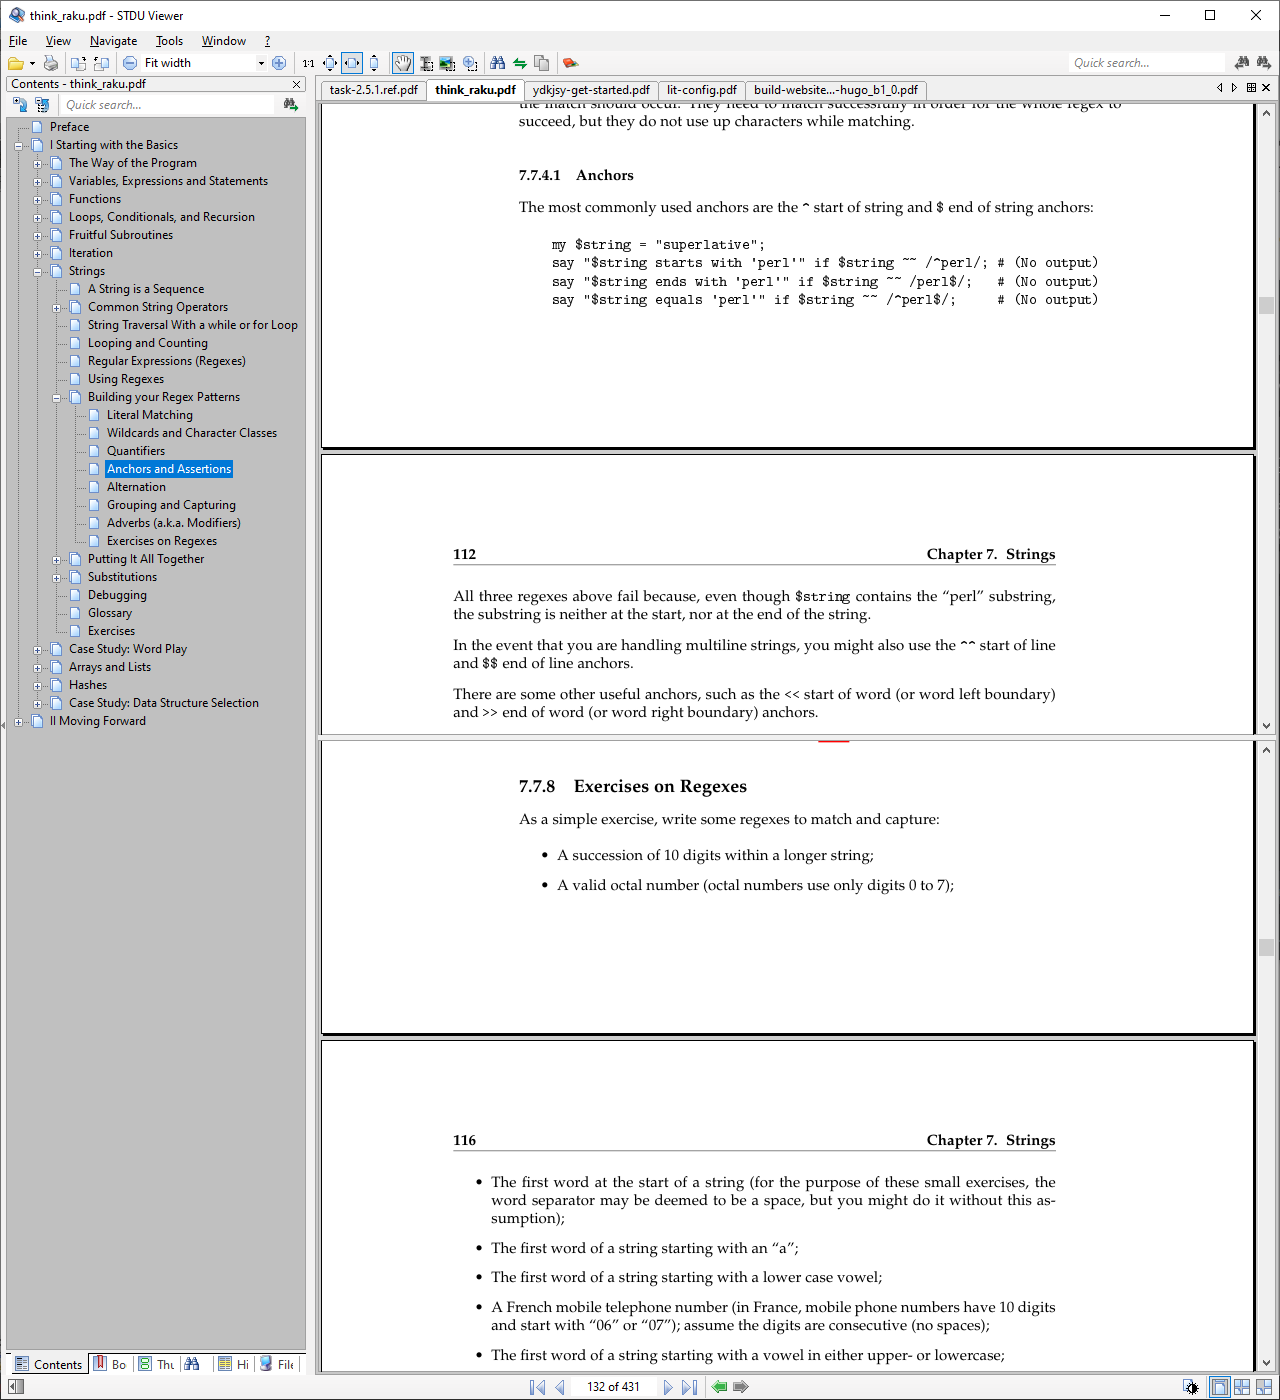 think_raku.pdf - STDU Viewer
File View Navigate Tools Window ?
Fit width
1:1
Quick search...
Contents - think_raku.pdf
Quick search...
Preface
I Starting with the Basics
The Way of the Program
Variables, Expressions and Statements
Functions
Loops, Conditionals, and Recursion
Fruitful Subroutines
Iteration
Strings
A String is a Sequence
Common String Operators
String Traversal With a while or for Loop
Looping and Counting
Regular Expressions (Regexes)
Using Regexes
Building your Regex Patterns
Literal Matching
Wildcards and Character Classes
Quantifiers
Anchors and Assertions
Alternation
Grouping and Capturing
Adverbs (a.k.a. Modifiers)
Exercises on Regexes
Putting It All Together
Substitutions
Debugging
Glossary
Exercises
Case Study: Word Play
Arrays and Lists
Hashes
Case Study: Data Structure Selection
II Moving Forward
Contents Bo Thu Hi File
task-2.5.1.ref.pdf think_raku.pdf ydkjsy-get-started.pdf lit-config.pdf build-website...-hugo_b1_0.pdf
the match should occur. They need to match successfully in order for the whole regex to
succeed, but they do not use up characters while matching.
7.7.4.1 Anchors
The most commonly used anchors are the ^ start of string and $ end of string anchors:
my $string = "superlative";
say "$string starts with 'perl'" if $string ~~ /^perl/; # (No output)
say "$string ends with 'perl'" if $string ~~ /perl$/; # (No output)
say "$string equals 'perl'" if $string ~~ /^perl$/; # (No output)
112 Chapter 7. Strings
All three regexes above fail because, even though $string contains the “perl” substring,
the substring is neither at the start, nor at the end of the string.
In the event that you are handling multiline strings, you might also use the ^^ start of line
and $$ end of line anchors.
There are some other useful anchors, such as the << start of word (or word left boundary)
and >> end of word (or word right boundary) anchors.
7.7.8 Exercises on Regexes
As a simple exercise, write some regexes to match and capture:
• A succession of 10 digits within a longer string;
• A valid octal number (octal numbers use only digits 0 to 7);
116 Chapter 7. Strings
• The first word at the start of a string (for the purpose of these small exercises, the
word separator may be deemed to be a space, but you might do it without this as-
sumption);
• The first word of a string starting with an “a”;
• The first word of a string starting with a lower case vowel;
• A French mobile telephone number (in France, mobile phone numbers have 10 digits
and start with “06” or “07”); assume the digits are consecutive (no spaces);
• The first word of a string starting with a vowel in either upper- or lowercase;
132 of 431